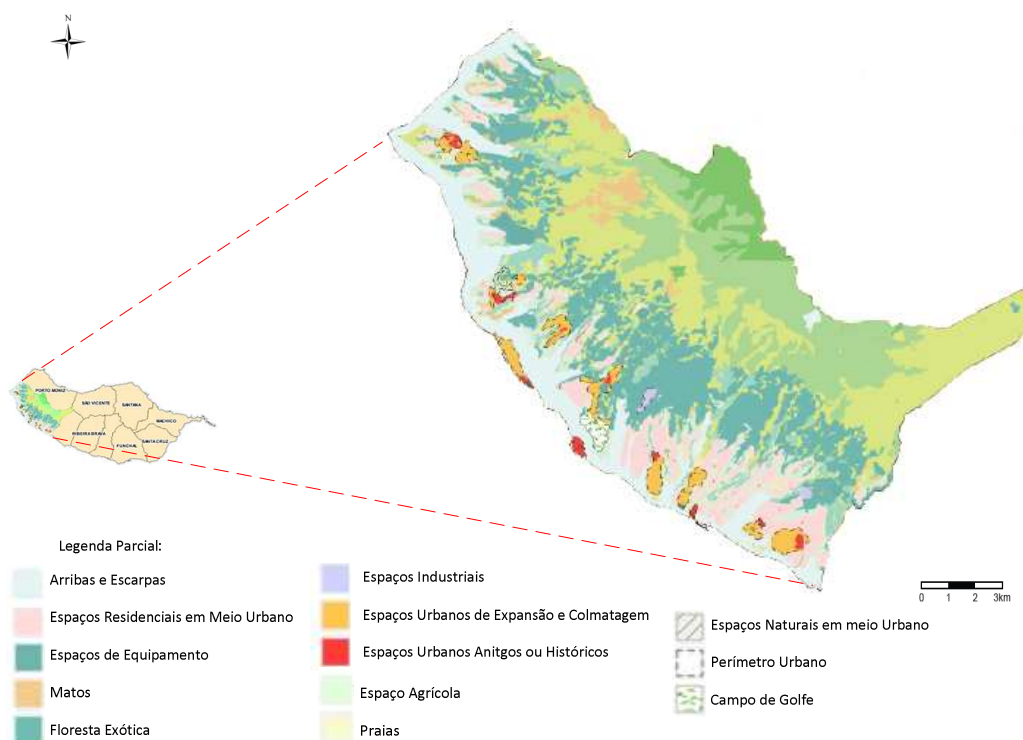 N
PORTO MONIZ
SÃO VICENTE
SANTANA
MACHICO
RIBEIRA BRAVA
FUNCHAL
SANTA CRUZ
Legenda Parcial:
Arribas e Escarpas
Espaços Residenciais em Meio Urbano
Espaços de Equipamento
Matos
Floresta Exótica
Espaços Industriais
Espaços Urbanos de Expansão e Colmatagem
Espaços Urbanos Anitgos ou Históricos
Espaço Agrícola
Praias
Espaços Naturais em meio Urbano
Perímetro Urbano
Campo de Golfe
0 1 2 3km